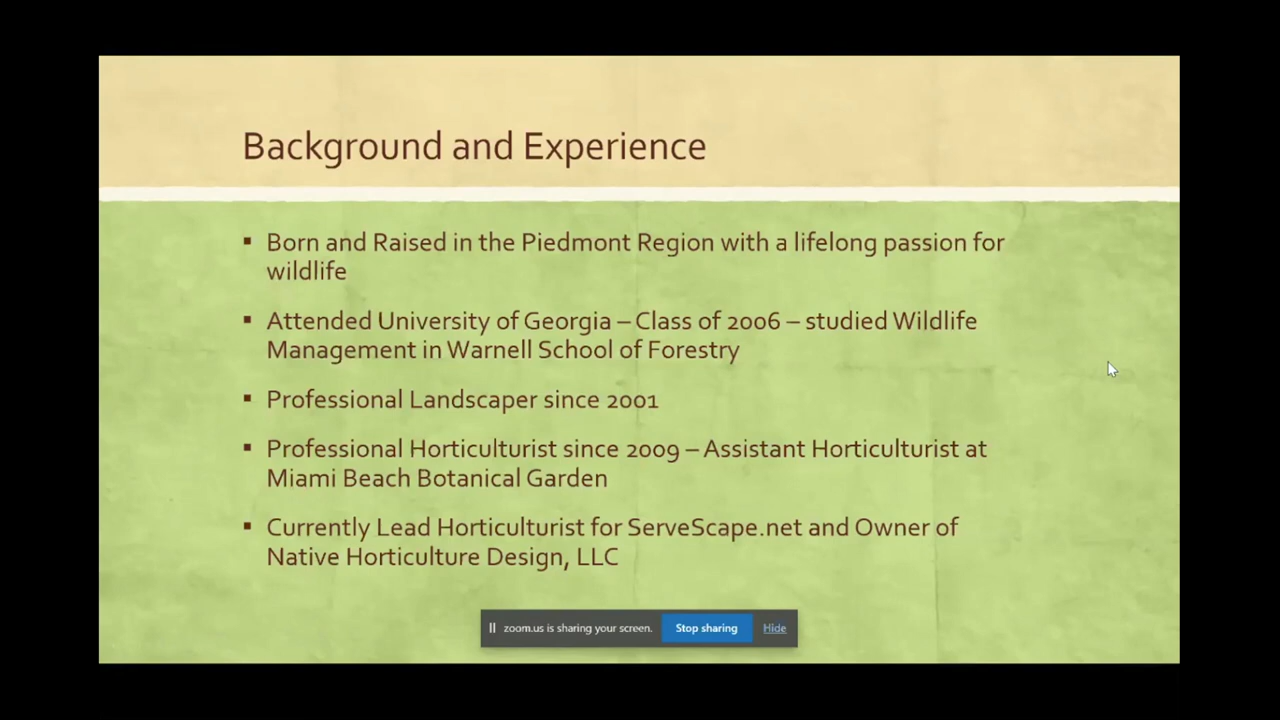 Background and Experience
▪ Born and Raised in the Piedmont Region with a lifelong passion for
wildlife
▪ Attended University of Georgia – Class of 2006 – studied Wildlife
Management in Warnell School of Forestry
▪ Professional Landscaper since 2001
▪ Professional Horticulturist since 2009 – Assistant Horticulturist at
Miami Beach Botanical Garden
▪ Currently Lead Horticulturist for ServeScape.net and Owner of
Native Horticulture Design, LLC
zoom.us is sharing your screen. Stop sharing Hide